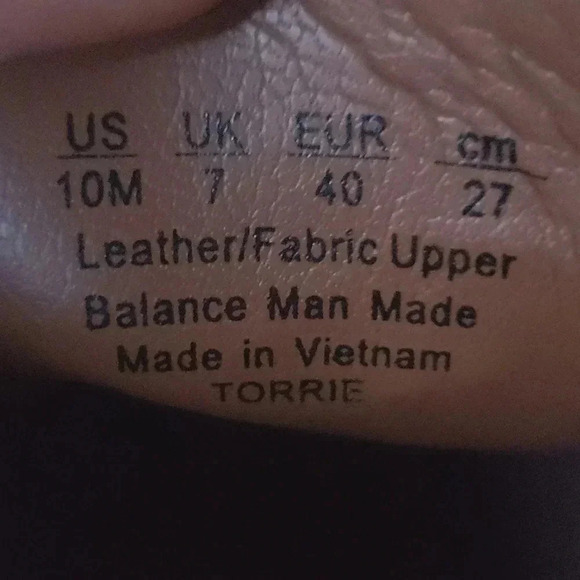 US UK EUR cm
10M 7 40 27
Leather/Fabric Upper
Balance Man Made
Made in Vietnam
TORRIE